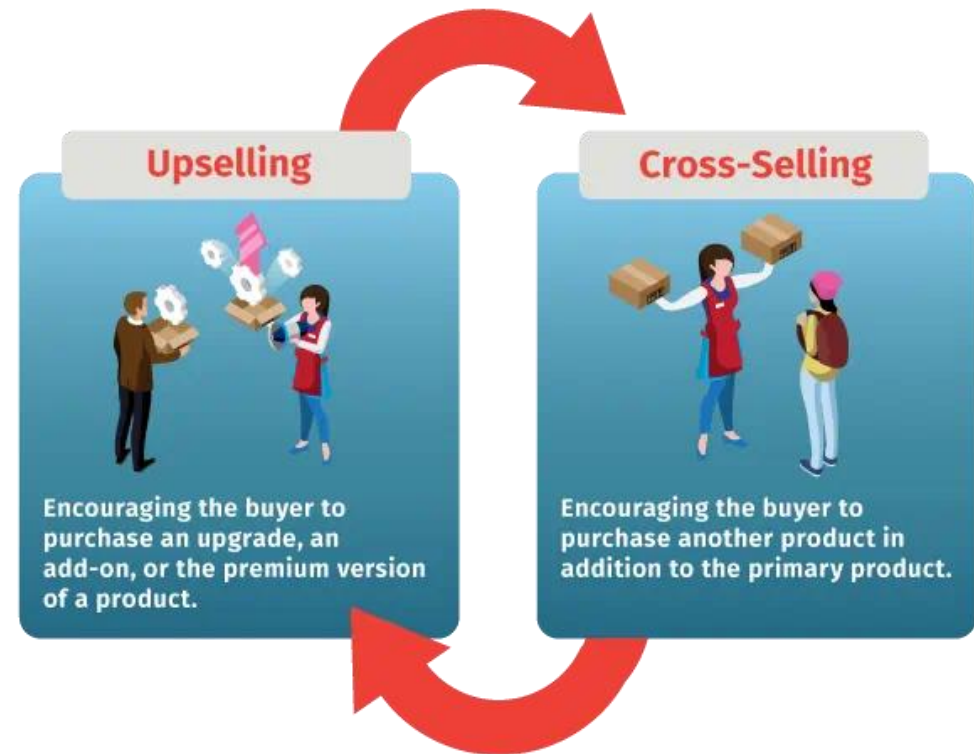 Upselling
Encouraging the buyer to
purchase an upgrade, an
add-on, or the premium version
of a product.
Cross-Selling
Encouraging the buyer to
purchase another product in
addition to the primary product.